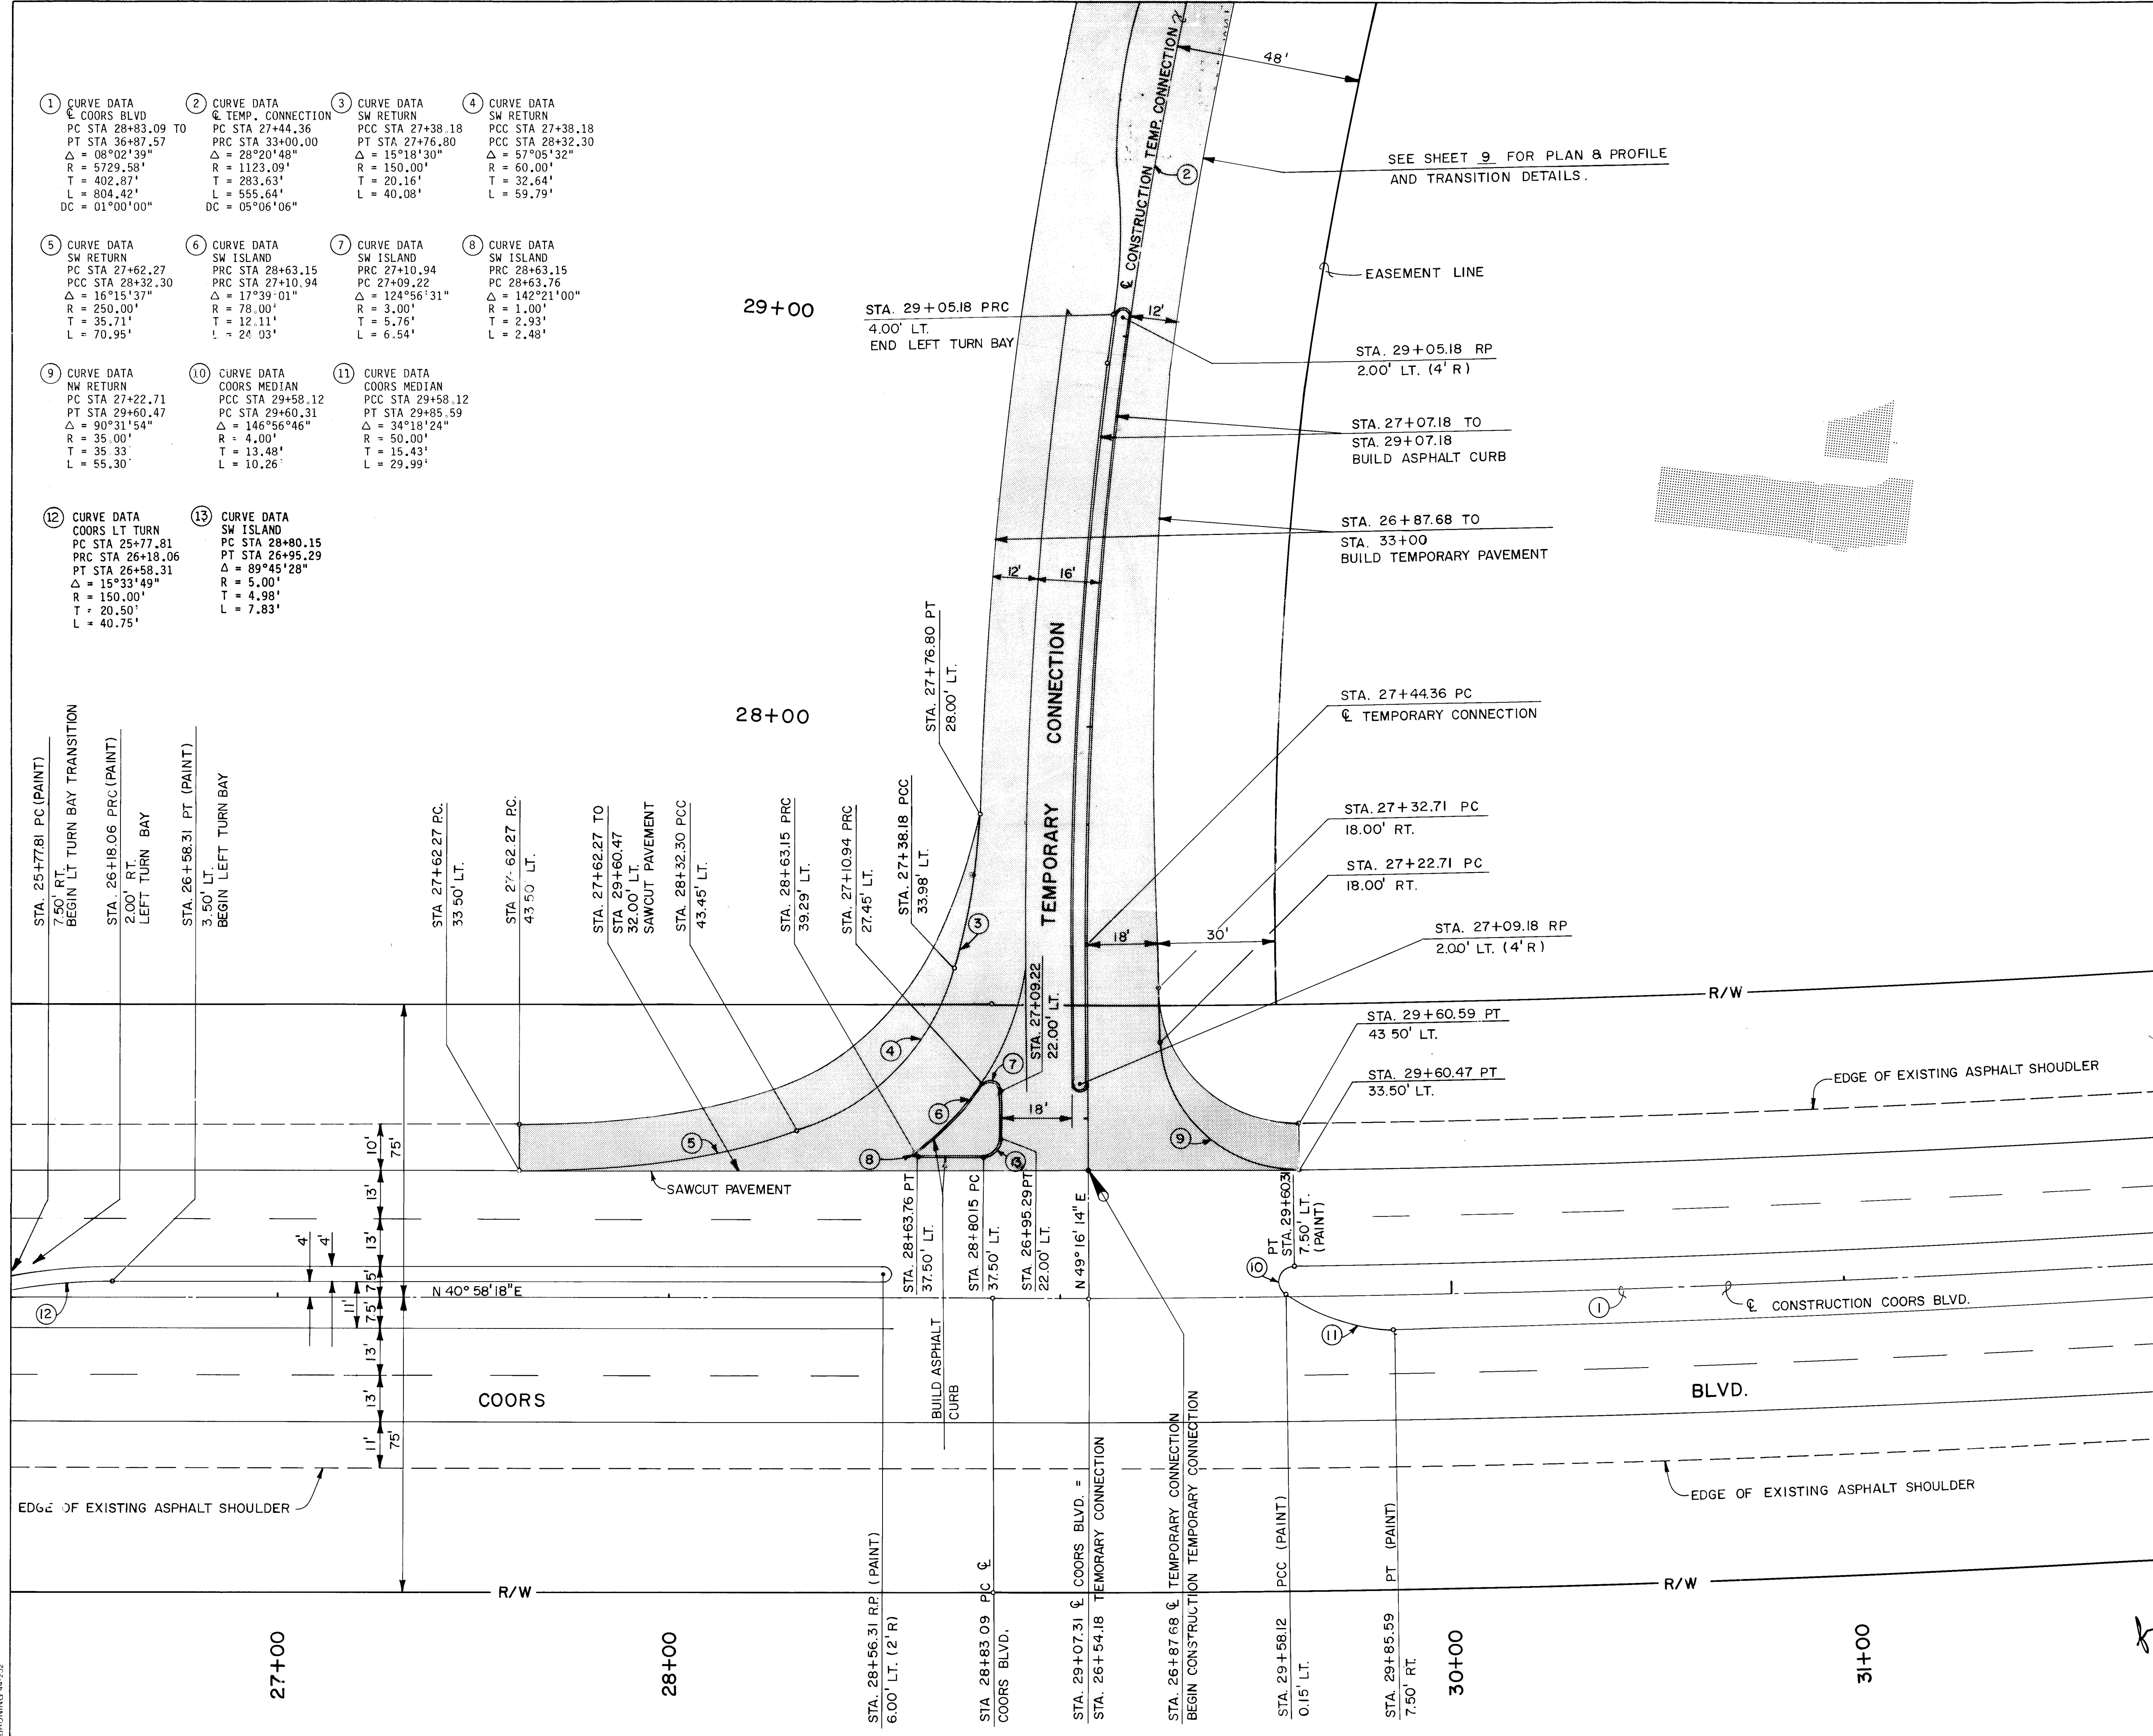 ① CURVE DATA
℄ COORS BLVD
PC STA 28+83.09 TO
PT STA 36+87.57
△ = 08°02'39"
R = 5729.58'
T = 402.87'
L = 804.42'
DC = 01°00'00"
② CURVE DATA
℄ TEMP. CONNECTION
PC STA 27+44.36
PRC STA 33+00.00
△ = 28°20'48"
R = 1123.09'
T = 283.63'
L = 555.64'
DC = 05°06'06"
③ CURVE DATA
SW RETURN
PCC STA 27+38.18
PT STA 27+76.80
△ = 15°18'30"
R = 150.00'
T = 20.16'
L = 40.08'
④ CURVE DATA
SW RETURN
PCC STA 27+38.18
PCC STA 28+32.30
△ = 57°05'32"
R = 60.00'
T = 32.64'
L = 59.79'
⑤ CURVE DATA
SW RETURN
PC STA 27+62.27
PCC STA 28+32.30
△ = 16°15'37"
R = 250.00'
T = 35.71'
L = 70.95'
⑥ CURVE DATA
SW ISLAND
PRC STA 28+63.15
PRC STA 27+10.94
△ = 17°39'01"
R = 78.00'
T = 12.11'
L = 24.03'
⑦ CURVE DATA
SW ISLAND
PRC 27+10.94
PC 27+09.22
△ = 124°56'31"
R = 3.00'
T = 5.76'
L = 6.54'
⑧ CURVE DATA
SW ISLAND
PRC 28+63.15
PC 28+63.76
△ = 142°21'00"
R = 1.00'
T = 2.93'
L = 2.48'
⑨ CURVE DATA
NW RETURN
PC STA 27+22.71
PT STA 29+60.47
△ = 90°31'54"
R = 35.00'
T = 35.33'
L = 55.30'
⑩ CURVE DATA
COORS MEDIAN
PCC STA 29+58.12
PC STA 29+60.31
△ = 146°56'46"
R = 4.00'
T = 13.48'
L = 10.26'
⑪ CURVE DATA
COORS MEDIAN
PCC STA 29+58.12
PT STA 29+85.59
△ = 34°18'24"
R = 50.00'
T = 15.43'
L = 29.99'
⑫ CURVE DATA
COORS LT TURN
PC STA 25+77.81
PRC STA 26+18.06
PT STA 26+58.31
△ = 15°33'49"
R = 150.00'
T = 20.50'
L = 40.75'
⑬ CURVE DATA
SW ISLAND
PC STA 28+80.15
PT STA 26+95.29
△ = 89°45'28"
R = 5.00'
T = 4.98'
L = 7.83'
℄ CONSTRUCTION TEMP. CONNECTION
48'
②
SEE SHEET 9 FOR PLAN & PROFILE
AND TRANSITION DETAILS.
EASEMENT LINE
29+00
STA. 29+05.18 PRC
4.00' LT.
END LEFT TURN BAY
12'
STA. 29+05.18 RP
2.00' LT. (4' R)
STA. 27+07.18 TO
STA. 29+07.18
BUILD ASPHALT CURB
STA. 26+87.68 TO
STA. 33+00
BUILD TEMPORARY PAVEMENT
12'
16'
TEMPORARY CONNECTION
28+00
STA. 27+76.80 PT
28.00' LT.
STA. 27+44.36 PC
℄ TEMPORARY CONNECTION
STA. 27+32.71 PC
18.00' RT.
STA. 27+22.71 PC
18.00' RT.
STA. 27+09.18 RP
2.00' LT. (4' R)
18'
30'
STA. 25+77.81 PC (PAINT)
7.50' RT.
BEGIN LT TURN BAY TRANSITION
STA. 26+18.06 PRC (PAINT)
2.00' RT.
LEFT TURN BAY
STA. 26+58.31 PT (PAINT)
3.50' LT.
BEGIN LEFT TURN BAY
STA 27+62.27 P.C.
33.50' LT.
STA 27+62.27 P.C.
43.50' LT.
STA. 27+62.27 TO
STA 29+60.47
32.00' LT.
SAWCUT PAVEMENT
STA. 28+32.30 PCC
43.45' LT.
STA. 28+63.15 PRC
39.29' LT.
STA. 27+10.94 PRC
27.45' LT.
STA. 27+38.18 PCC
33.98' LT.
③
④
STA. 27+09.22
22.00' LT.
R/W
STA. 29+60.59 PT
43.50' LT.
STA. 29+60.47 PT
33.50' LT.
EDGE OF EXISTING ASPHALT SHOULDER
⑦
⑥
18'
⑤
⑧
⑬
⑨
SAWCUT PAVEMENT
10'
75'
13'
13'
4'
4'
7.5'
7.5'
11'
13'
13'
11'
75'
⑫
N 40° 58' 18" E
STA. 28+63.76 PT
37.50' LT.
STA. 28+80.15 PC
37.50' LT.
STA. 26+95.29 PT
22.00' LT.
N 49° 16' 14" E
PT
STA. 29+60.31
7.50' LT.
(PAINT)
⑩
⑪
①
℄ CONSTRUCTION COORS BLVD.
BUILD ASPHALT
CURB
COORS
BLVD.
EDGE OF EXISTING ASPHALT SHOULDER
EDGE OF EXISTING ASPHALT SHOULDER
R/W
R/W
27+00
28+00
STA. 28+56.31 R.P. (PAINT)
6.00' LT. (2' R)
STA 28+83.09 P.C ℄
COORS BLVD.
STA. 29+07.31 ℄ COORS BLVD. =
STA. 26+54.18 TEMORARY CONNECTION
STA. 26+87.68 ℄ TEMPORARY CONNECTION
BEGIN CONSTRUCTION TEMPORARY CONNECTION
STA. 29+58.12 PCC (PAINT)
0.15' LT.
STA. 29+85.59 PT (PAINT)
7.50' RT.
30+00
31+00